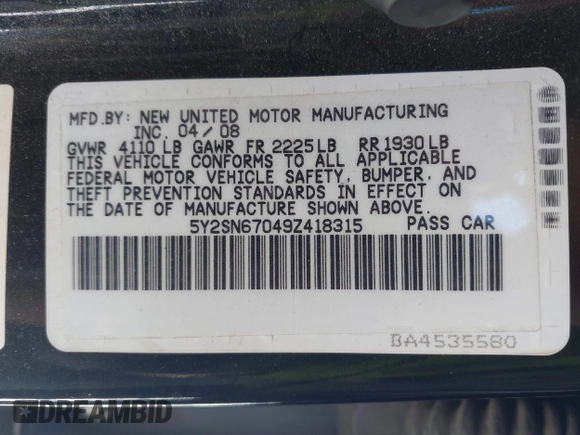 MFD.BY: NEW UNITED MOTOR MANUFACTURING
INC. 04/08
GVWR 4110 LB GAWR FR 2225 LB RR 1930 LB
THIS VEHICLE CONFORMS TO ALL APPLICABLE
FEDERAL MOTOR VEHICLE SAFETY, BUMPER, AND
THEFT PREVENTION STANDARDS IN EFFECT ON
THE DATE OF MANUFACTURE SHOWN ABOVE.
5Y2SN67049Z418315 PASS CAR
BA4535580
DREAMBID